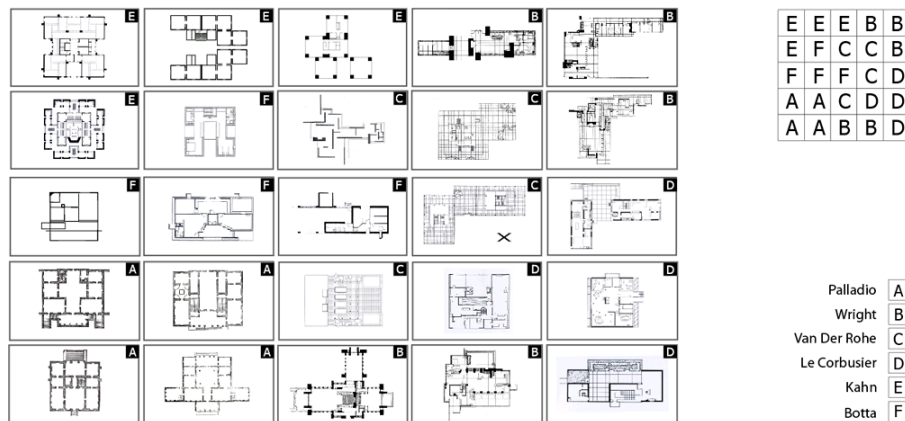 E E E B B
E F C C B
F F F C D
A A C D D
A A B B D
E E E B B
E F C C B
F F F C D
A A C D D
A A B B D
Palladio A
Wright B
Van Der Rohe C
Le Corbusier D
Kahn E
Botta F